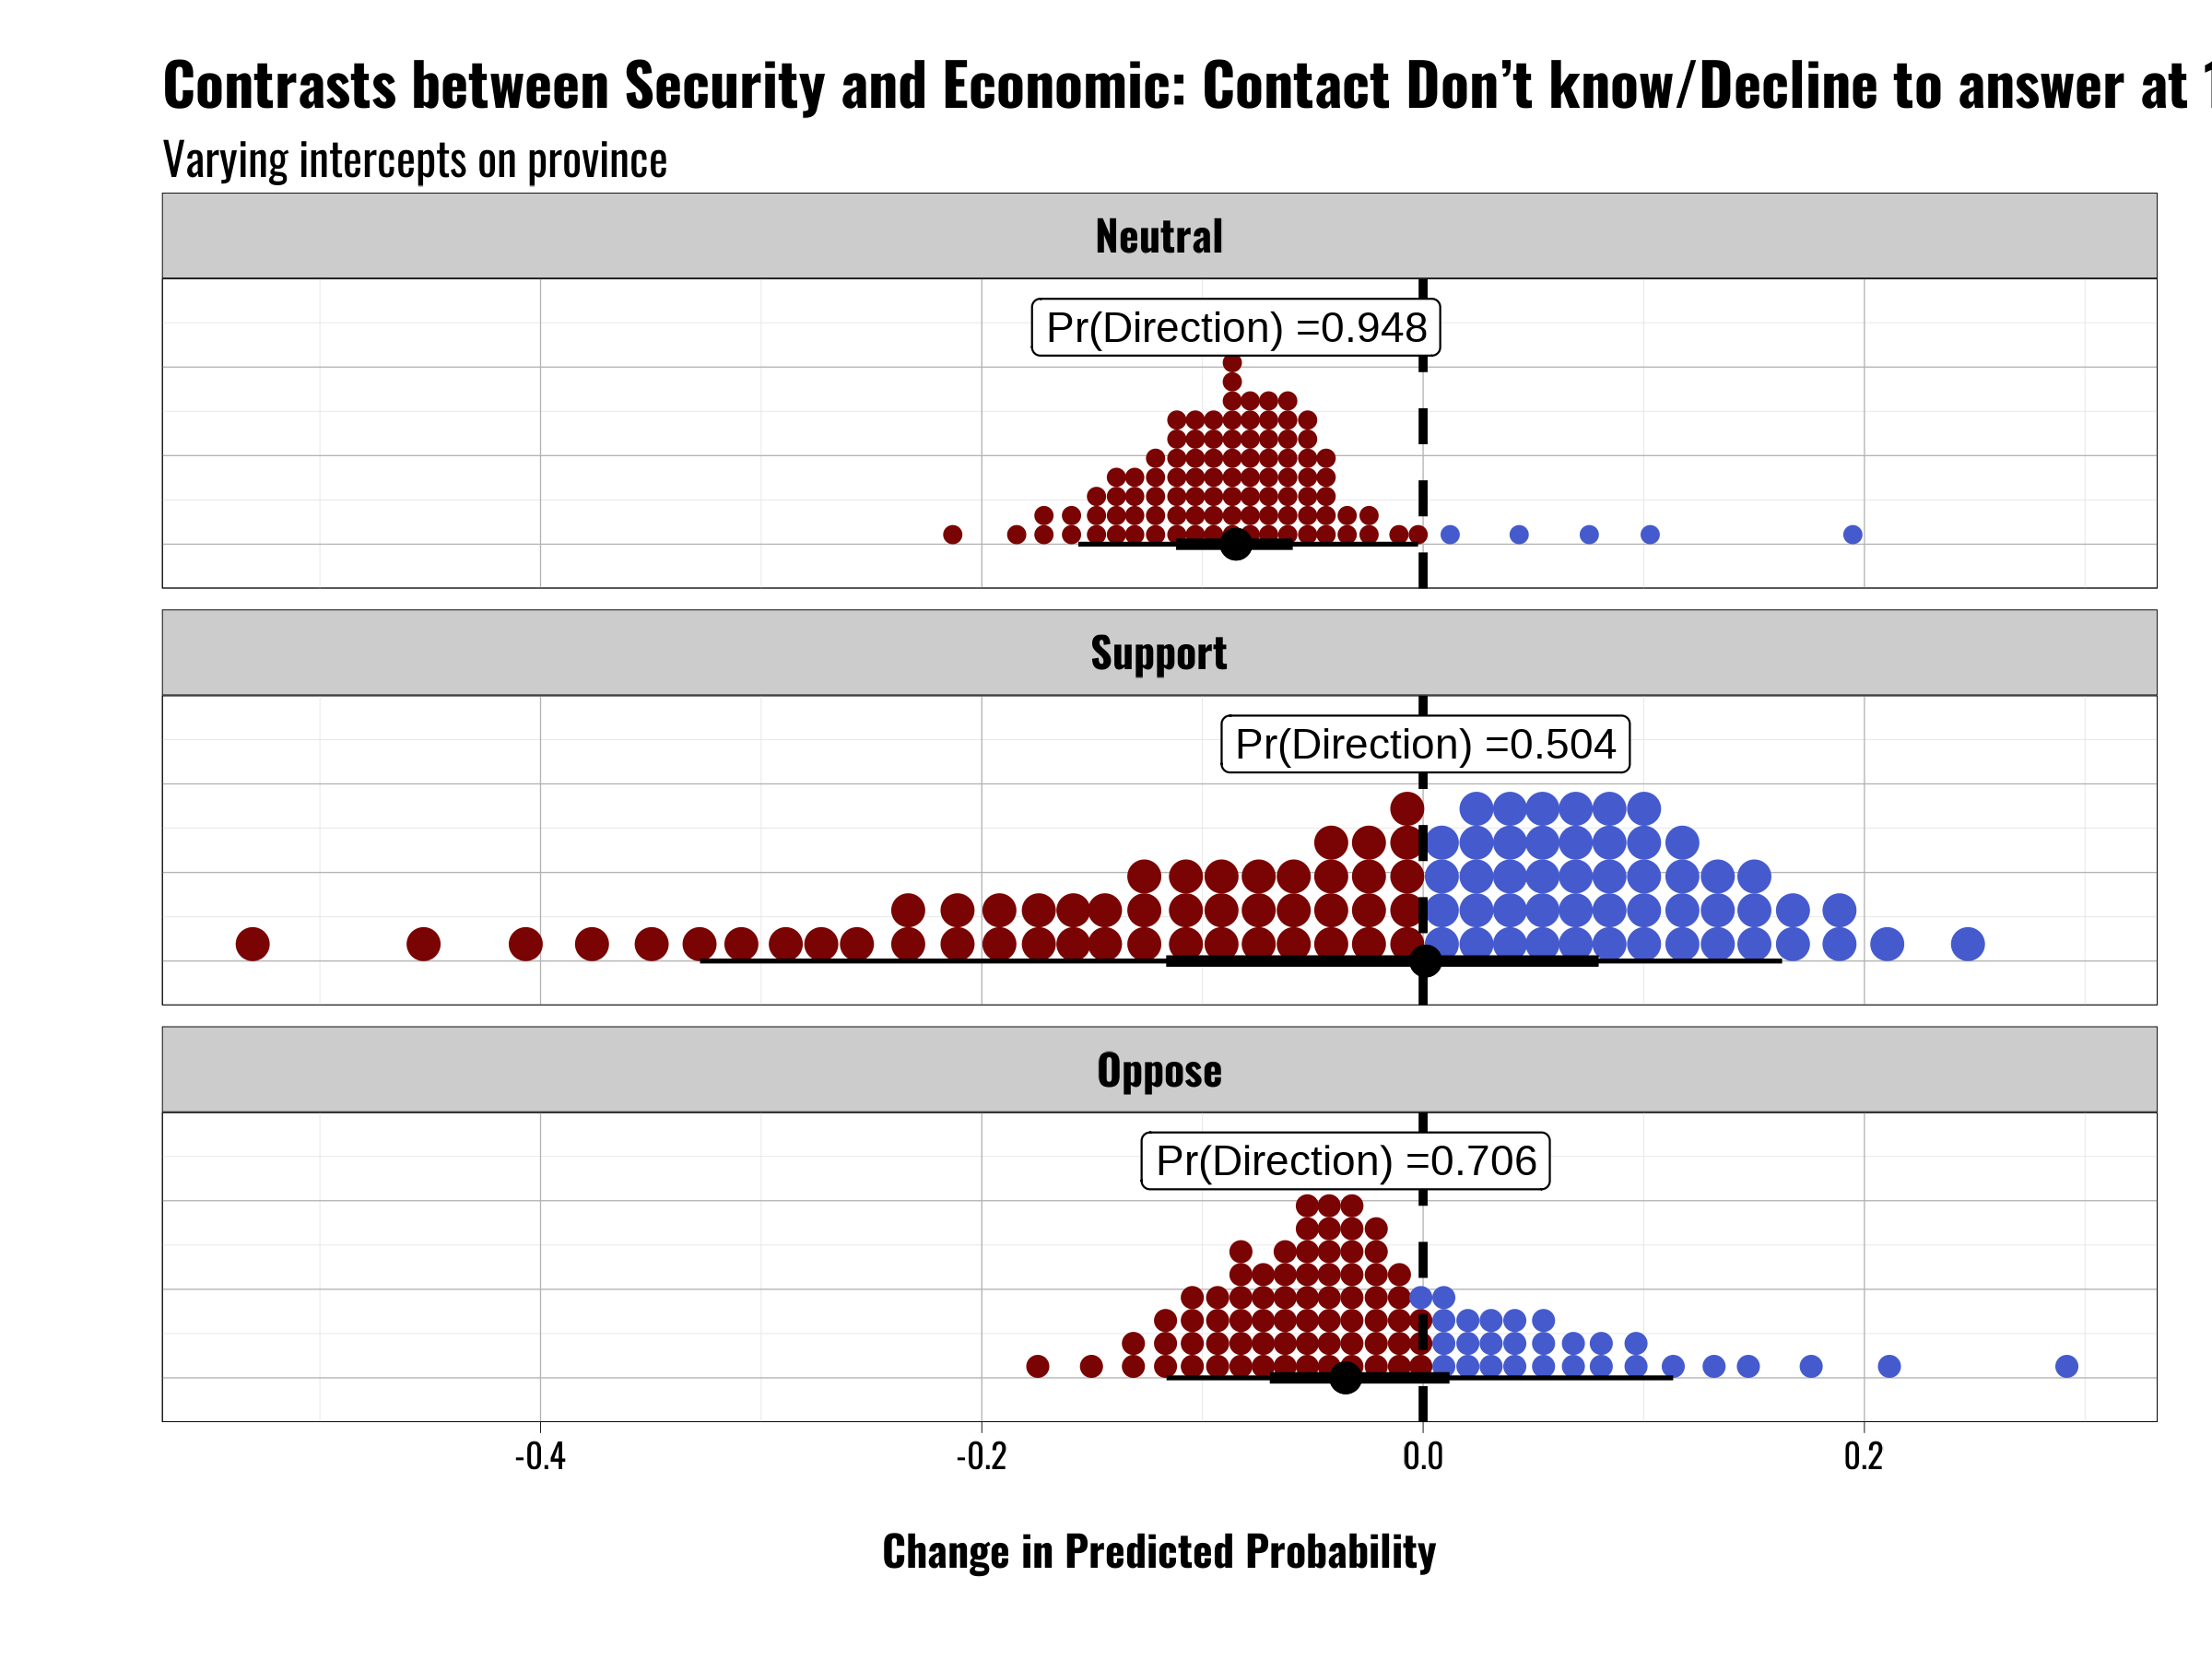 Contrasts between Security and Economic: Contact Don’t know/Decline to answer at
Varying intercepts on province
Neutral
Pr(Direction) =0.948
Support
Pr(Direction) =0.504
Oppose
Pr(Direction) =0.706
-0.4 -0.2 0.0 0.2
Change in Predicted Probability